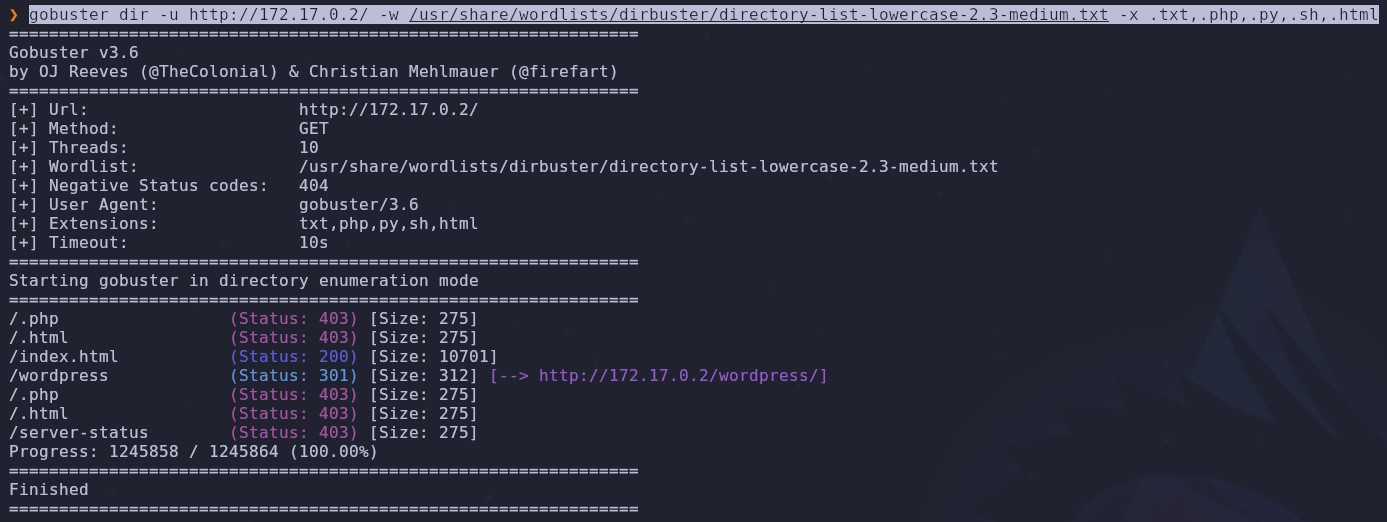 ❯ gobuster dir -u http://172.17.0.2/ -w /usr/share/wordlists/dirbuster/directory-list-lowercase-2.3-medium.txt -x .txt,.php,.py,.sh,.html
===============================================================
Gobuster v3.6
by OJ Reeves (@TheColonial) & Christian Mehlmauer (@firefart)
===============================================================
[+] Url:                     http://172.17.0.2/
[+] Method:                  GET
[+] Threads:                 10
[+] Wordlist:                /usr/share/wordlists/dirbuster/directory-list-lowercase-2.3-medium.txt
[+] Negative Status codes:   404
[+] User Agent:              gobuster/3.6
[+] Extensions:              txt,php,py,sh,html
[+] Timeout:                 10s
===============================================================
Starting gobuster in directory enumeration mode
===============================================================
/.php                 (Status: 403) [Size: 275]
/.html                (Status: 403) [Size: 275]
/index.html           (Status: 200) [Size: 10701]
/wordpress            (Status: 301) [Size: 312] [--> http://172.17.0.2/wordpress/]
/.php                 (Status: 403) [Size: 275]
/.html                (Status: 403) [Size: 275]
/server-status        (Status: 403) [Size: 275]
Progress: 1245858 / 1245864 (100.00%)
===============================================================
Finished
===============================================================